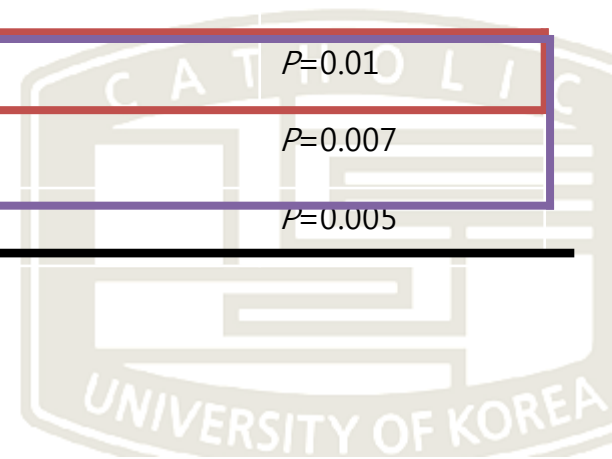 CATHOLIC
P=0.01
P=0.007
P=0.005
UNIVERSITY OF KOREA